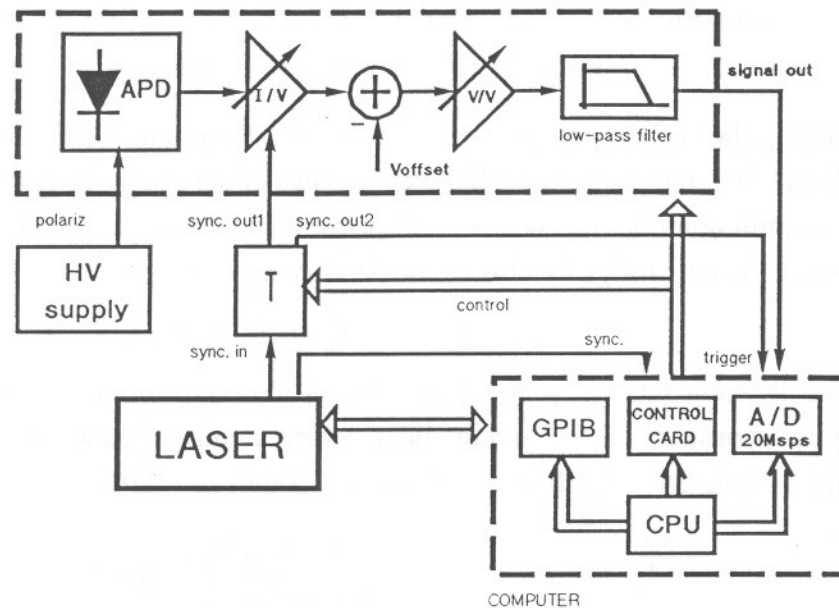 APD
I/V
+
−
Voffset
V/V
low-pass filter
signal out
polariz
sync. out1
sync. out2
HV
supply
T
control
sync. in
sync.
trigger
LASER
GPIB
CONTROL
CARD
A/D
20Msps
CPU
COMPUTER